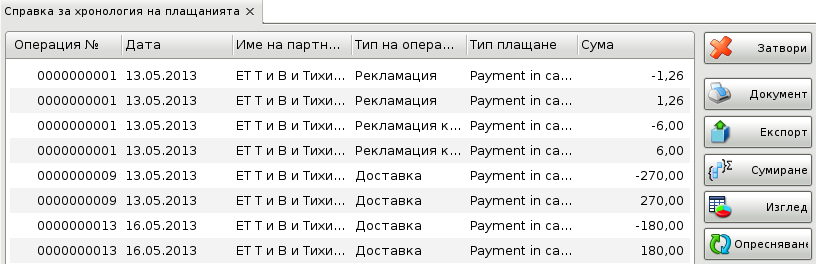 Справка за хронология на плащанията ×
Операция № Дата Име на партн... Тип на опера... Тип плащане Сума
0000000001 13.05.2013 ЕТ Т и В и Тихи... Рекламация Payment in ca... -1,26
0000000001 13.05.2013 ЕТ Т и В и Тихи... Рекламация Payment in ca... 1,26
0000000001 13.05.2013 ЕТ Т и В и Тихи... Рекламация к... Payment in ca... -6,00
0000000001 13.05.2013 ЕТ Т и В и Тихи... Рекламация к... Payment in ca... 6,00
0000000009 13.05.2013 ЕТ Т и В и Тихи... Доставка Payment in ca... -270,00
0000000009 13.05.2013 ЕТ Т и В и Тихи... Доставка Payment in ca... 270,00
0000000013 16.05.2013 ЕТ Т и В и Тихи... Доставка Payment in ca... -180,00
0000000013 16.05.2013 ЕТ Т и В и Тихи... Доставка Payment in ca... 180,00
Затвори
Документ
Експорт
Сумиране
Изглед
Опресняване